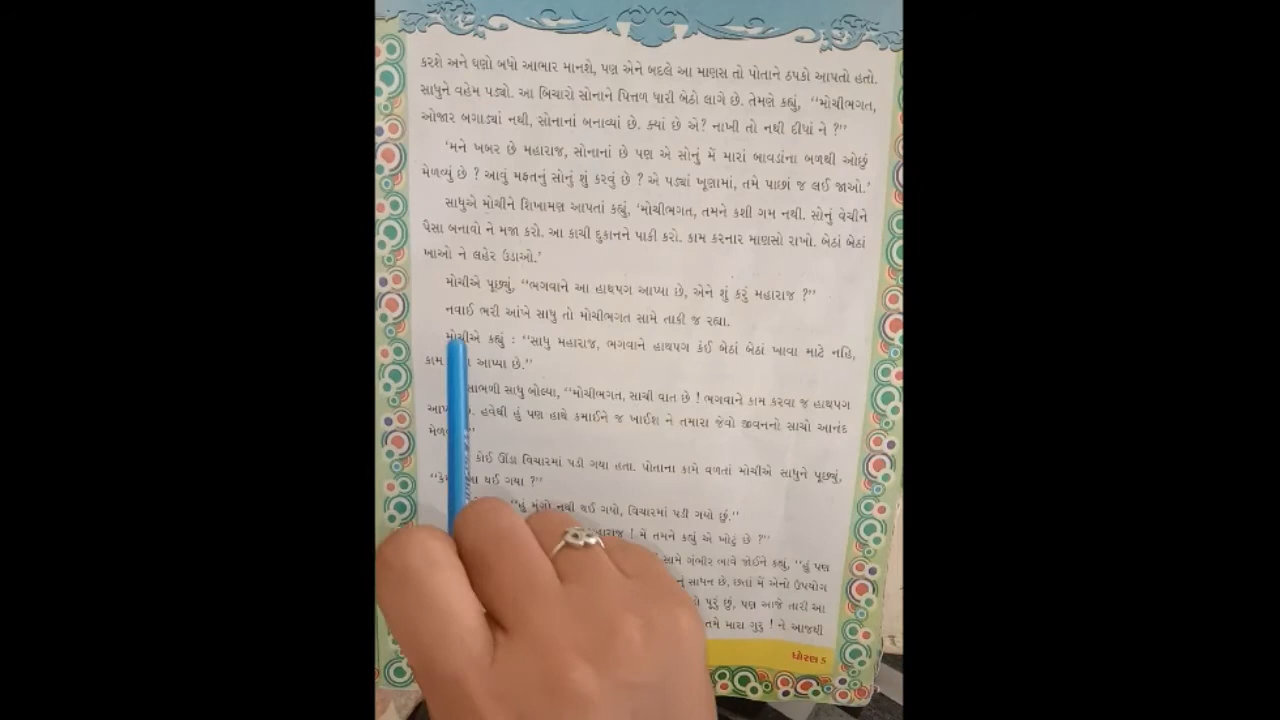 કરશે અને ઘણો બધો આભાર માનશે, પણ એને બદલે આ માણસ તો પોતાને ઠપકો આપતો હતો.
સાધુને વહેમ પડ્યો. આ બિચારો સોનાને પિત્તળ ધારી બેઠો લાગે છે. તેમણે કહ્યું, “મોચીભગત,
ઓજાર બગાડ્યાં નથી, સોનાનાં બનાવ્યાં છે. ક્યાં છે એ? નાખી તો નથી દીધાં ને ?”
‘મને ખબર છે મહારાજ, સોનાનાં છે પણ એ સોનું મેં મારાં બાવડાંના બળથી ઓછું
મેળવ્યું છે ? આવું મફતનું સોનું શું કરવું છે ? એ પડ્યાં ખૂણામાં, તમે પાછાં જ લઈ જાઓ.’
સાધુએ મોચીને શિખામણ આપતાં કહ્યું, ‘મોચીભગત, તમને કશી ગમ નથી. સોનું વેચીને
પૈસા બનાવો ને મજા કરો. આ કાચી દુકાનને પાકી કરો. કામ કરનાર માણસો રાખો. બેઠાં બેઠાં
ખાઓ ને લહેર ઉડાઓ.’
મોચીએ પૂછ્યું, “ભગવાને આ હાથપગ આપ્યા છે, એને શું કરું મહારાજ ?”
નવાઈ ભરી આંખે સાધુ તો મોચીભગત સામે તાકી જ રહ્યા.
મોચીએ કહ્યું : “સાધુ મહારાજ, ભગવાને હાથપગ કંઈ બેઠાં બેઠાં ખાવા માટે નહિ,
કામ આપ્યા છે.”
સાંભળી સાધુ બોલ્યા, “મોચીભગત, સાચી વાત છે ! ભગવાને કામ કરવા જ હાથપગ
હવેથી હું પણ હાથે કમાઈને જ ખાઈશ ને તમારા જેવો જીવનનો સાચો આનંદ
કોઈ ઊંડા વિચારમાં પડી ગયા હતા. પોતાના કામે વળતાં મોચીએ સાધુને પૂછ્યું,
થઈ ગયા ?”
“હું મૂંગો નથી થઈ ગયો, વિચારમાં પડી ગયો છું.”
મેં તમને કહ્યું એ ખોટું છે ?”
ગંભીર ભાવે જોઈને કહ્યું, “હું પણ
સાધન છે, છતાં મેં એનો ઉપયોગ
પૂરું છું, પણ આજે તારી આ
તમે મારા ગુરુ ! ને આજથી
ધોરણ 5